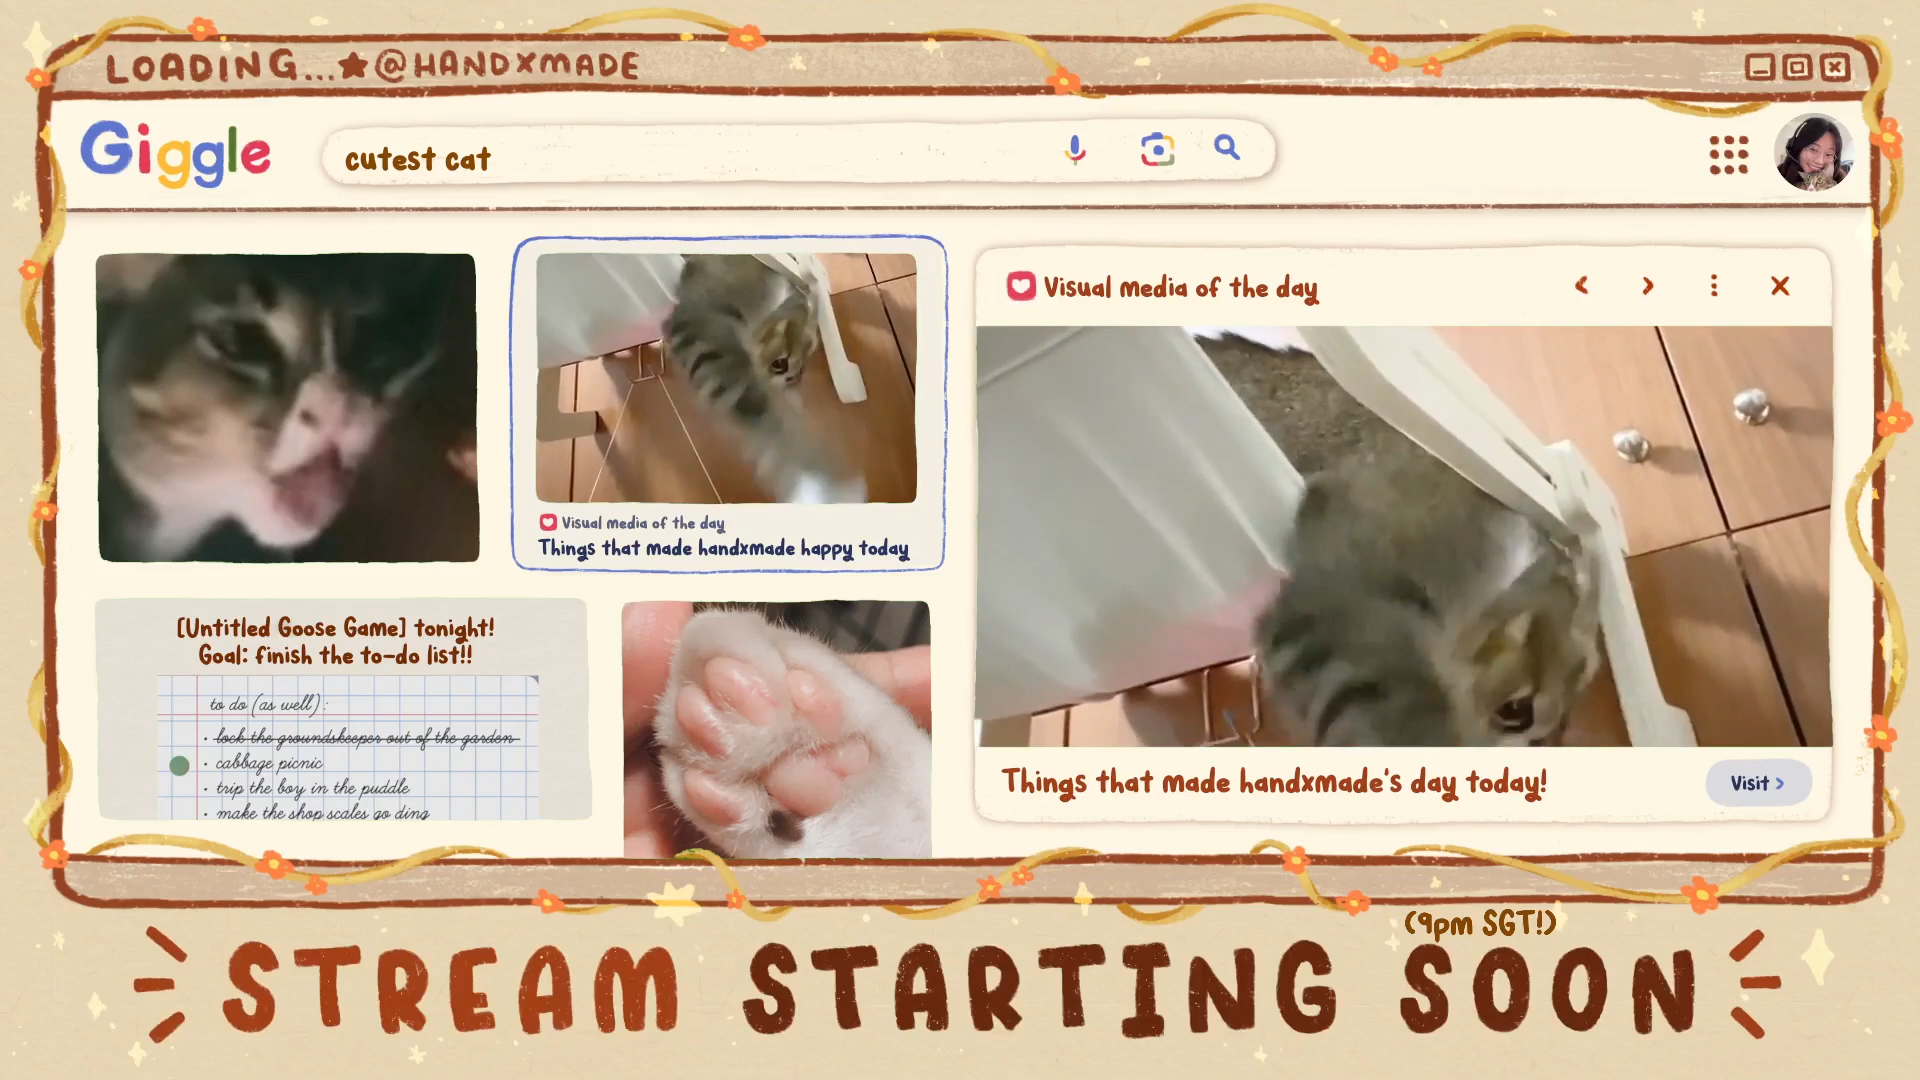 LOADING...★@HANDXMADE
Giggle
cutest cat
Visual media of the day
Things that made handxmade happy today
[Untitled Goose Game] tonight!
Goal: finish the to-do list!!
to do (as well):
• lock the groundskeeper out of the garden
• cabbage picnic
• trip the boy in the puddle
• make the shop scales go ding
Visual media of the day
Things that made handxmade's day today!
Visit >
(9pm SGT!)
STREAM STARTING SOON